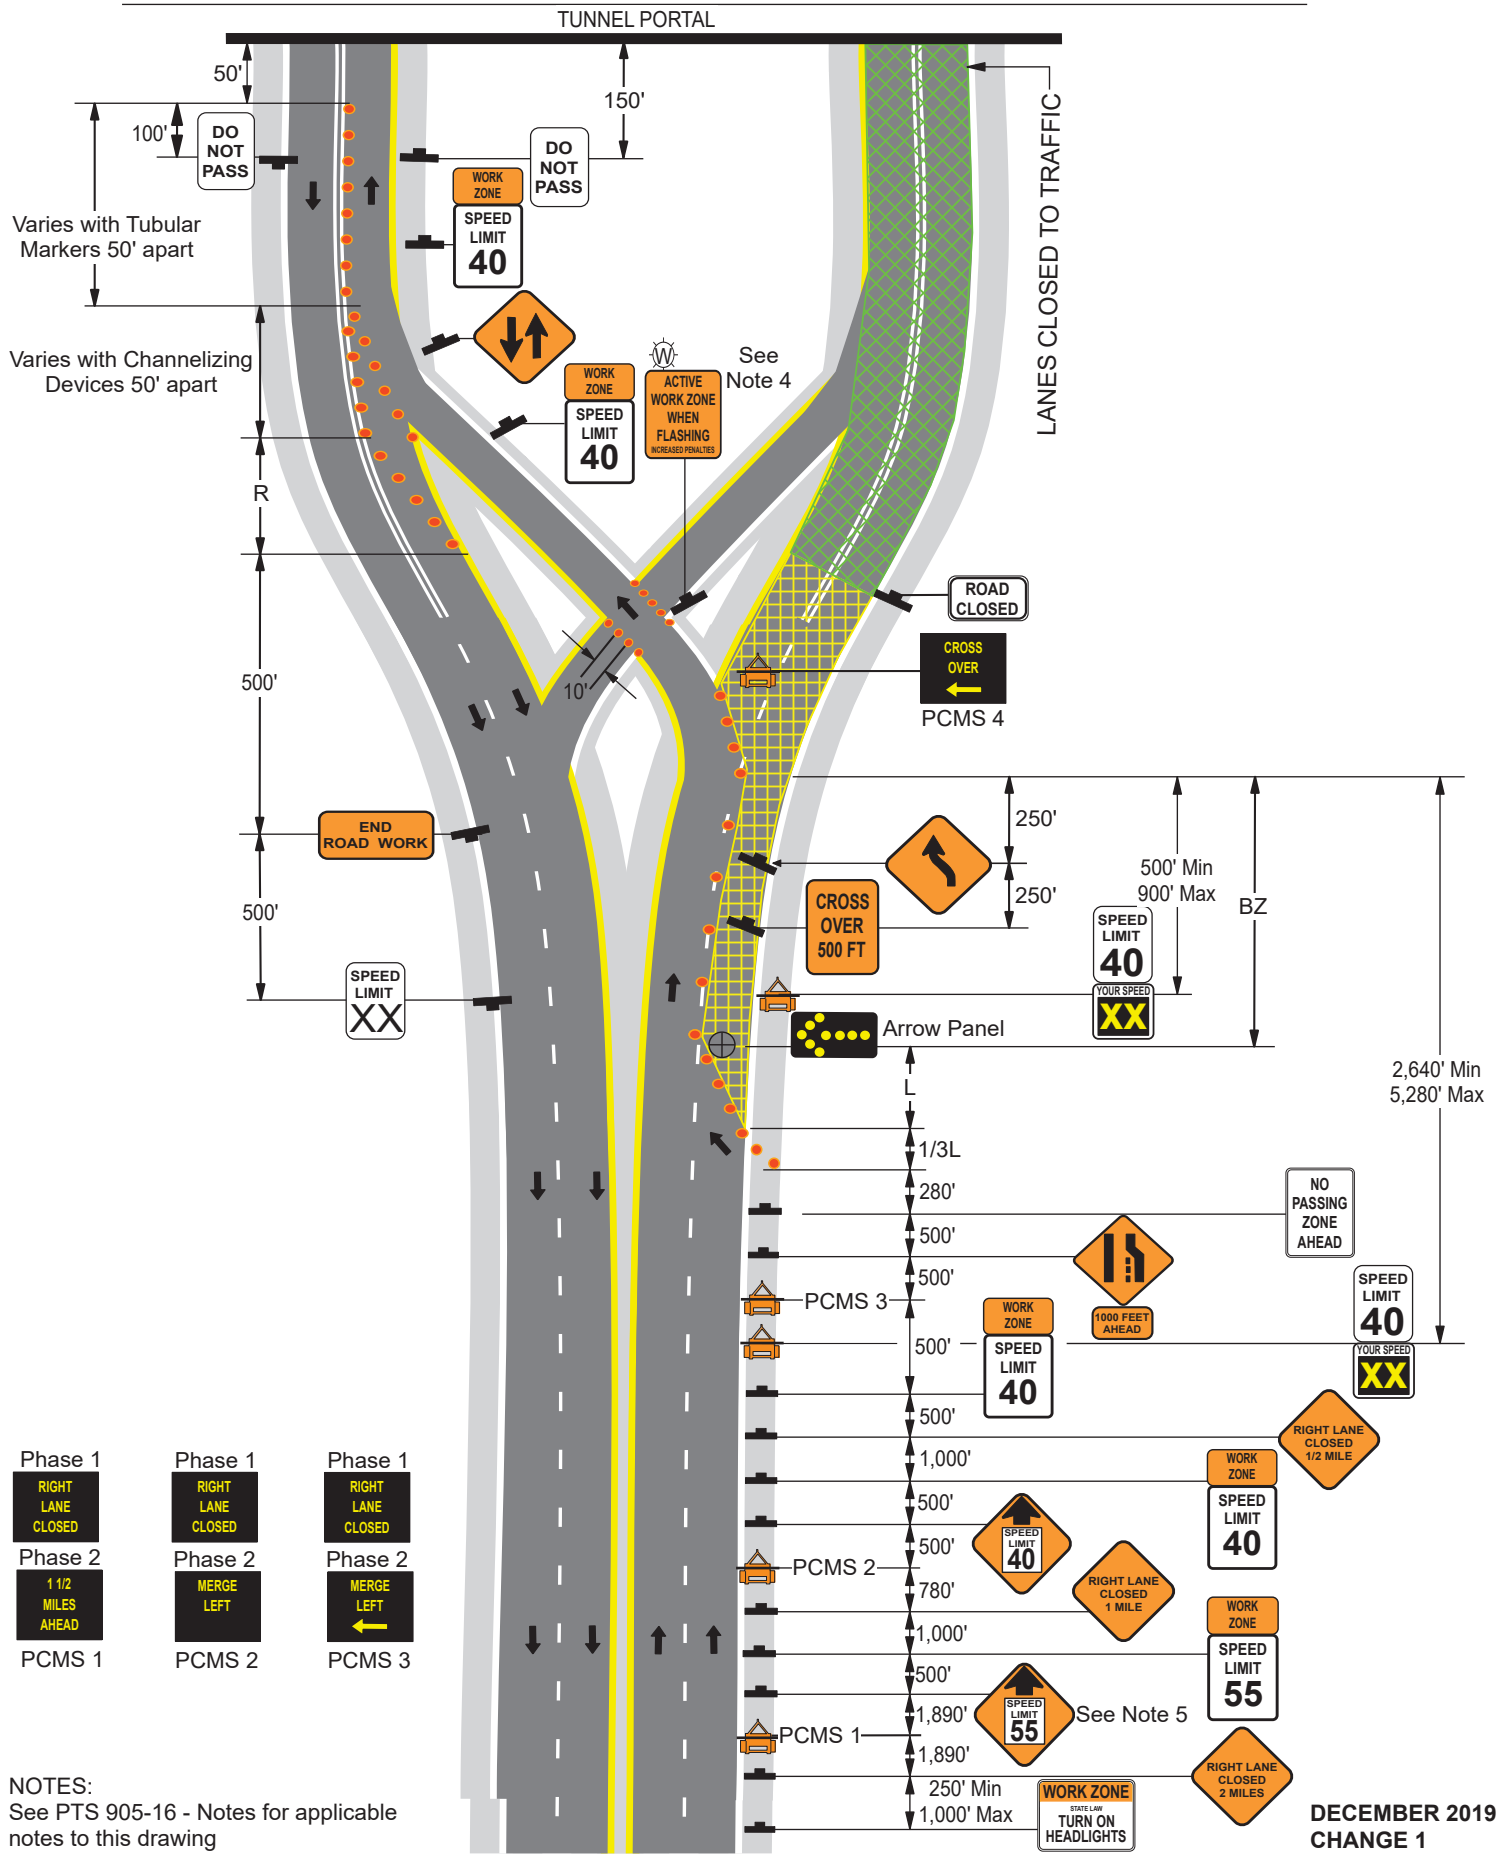 TUNNEL PORTAL
50'
150'
100'
DO
NOT
PASS
DO
NOT
PASS
WORK
ZONE
SPEED
LIMIT
40
Varies with Tubular
Markers 50' apart
LANES CLOSED TO TRAFFIC
Varies with Channelizing
Devices 50' apart
WORK
ZONE
SPEED
LIMIT
40
W
ACTIVE
WORK ZONE
WHEN
FLASHING
INCREASED PENALTIES
See
Note 4
R
ROAD
CLOSED
CROSS
OVER
PCMS 4
500'
10'
END
ROAD WORK
250'
500' Min
900' Max
BZ
250'
CROSS
OVER
500 FT
500'
SPEED
LIMIT
40
YOUR SPEED
XX
SPEED
LIMIT
XX
Arrow Panel
2,640' Min
5,280' Max
L
1/3L
280'
NO
PASSING
ZONE
AHEAD
500'
500'
1000 FEET
AHEAD
PCMS 3
SPEED
LIMIT
40
YOUR SPEED
XX
WORK
ZONE
SPEED
LIMIT
40
500'
500'
RIGHT LANE
CLOSED
1/2 MILE
1,000'
WORK
ZONE
SPEED
LIMIT
40
500'
SPEED
LIMIT
40
500'
PCMS 2
780'
RIGHT LANE
CLOSED
1 MILE
1,000'
WORK
ZONE
SPEED
LIMIT
55
500'
SPEED
LIMIT
55
See Note 5
1,890'
PCMS 1
1,890'
RIGHT LANE
CLOSED
2 MILES
250' Min
1,000' Max
WORK ZONE
STATE LAW
TURN ON
HEADLIGHTS
Phase 1
RIGHT
LANE
CLOSED
Phase 2
1 1/2
MILES
AHEAD
PCMS 1
Phase 1
RIGHT
LANE
CLOSED
Phase 2
MERGE
LEFT
PCMS 2
Phase 1
RIGHT
LANE
CLOSED
Phase 2
MERGE
LEFT
PCMS 3
NOTES:
See PTS 905-16 - Notes for applicable
notes to this drawing
DECEMBER 2019
CHANGE 1